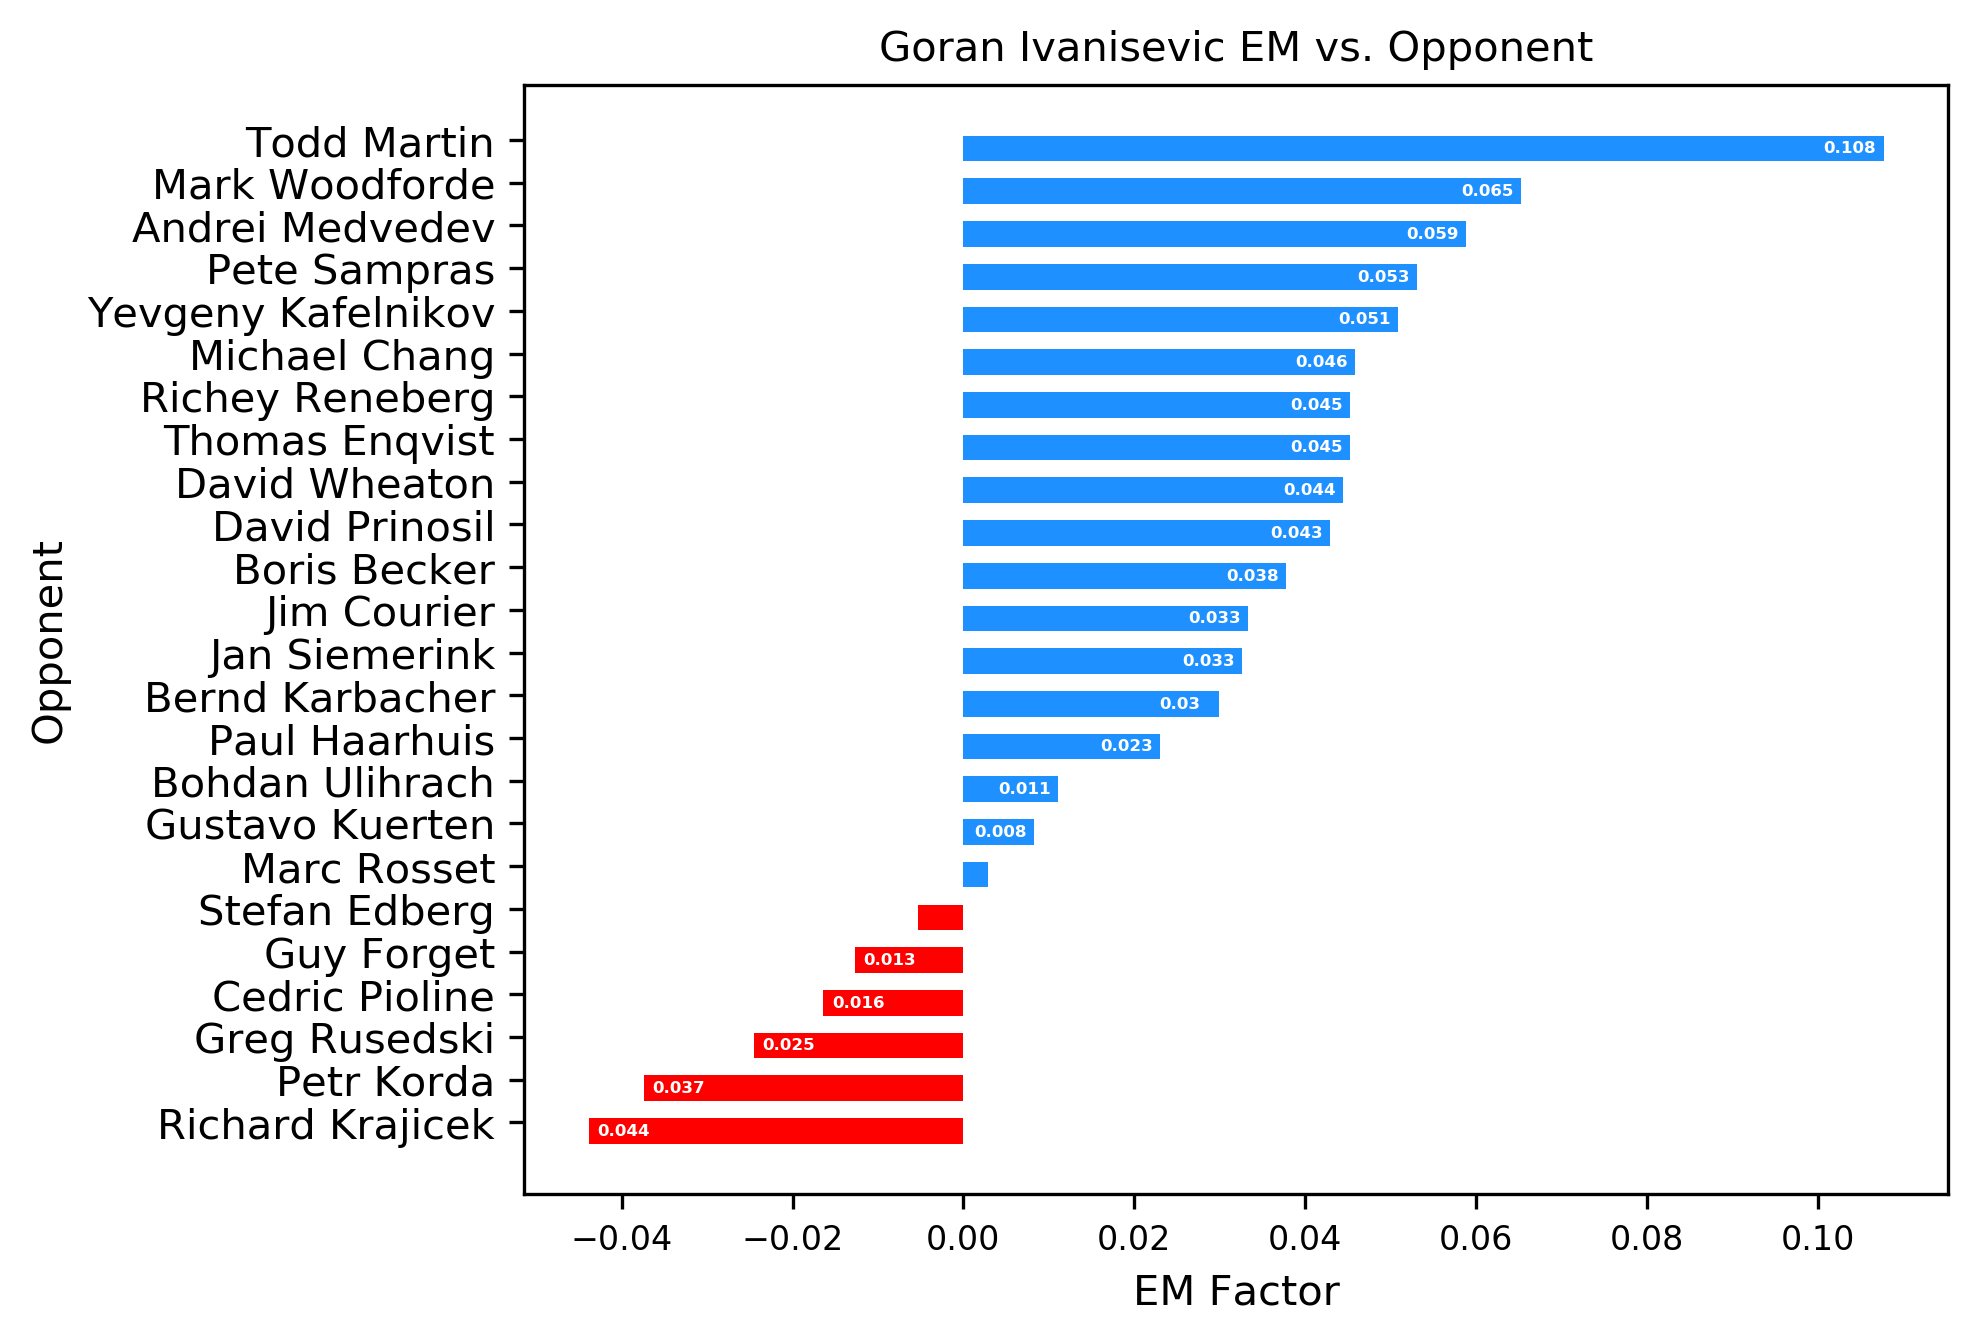 Goran Ivanisevic EM vs. Opponent
Todd Martin 0.108
Mark Woodforde 0.065
Andrei Medvedev 0.059
Pete Sampras 0.053
Yevgeny Kafelnikov 0.051
Michael Chang 0.046
Richey Reneberg 0.045
Thomas Enqvist 0.045
David Wheaton 0.044
David Prinosil 0.043
Boris Becker 0.038
Jim Courier 0.033
Jan Siemerink 0.033
Bernd Karbacher 0.03
Paul Haarhuis 0.023
Bohdan Ulihrach 0.011
Gustavo Kuerten 0.008
Marc Rosset
Stefan Edberg
Guy Forget 0.013
Cedric Pioline 0.016
Greg Rusedski 0.025
Petr Korda 0.037
Richard Krajicek 0.044
Opponent
−0.04 −0.02 0.00 0.02 0.04 0.06 0.08 0.10
EM Factor